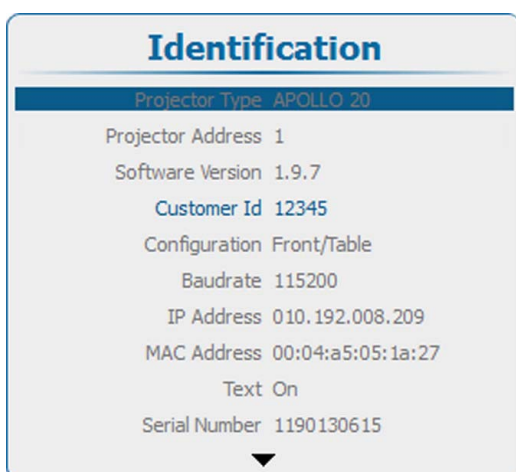 Identification
Projector Type APOLLO 20
Projector Address 1
Software Version 1.9.7
Customer Id 12345
Configuration Front/Table
Baudrate 115200
IP Address 010.192.008.209
MAC Address 00:04:a5:05:1a:27
Text On
Serial Number 1190130615